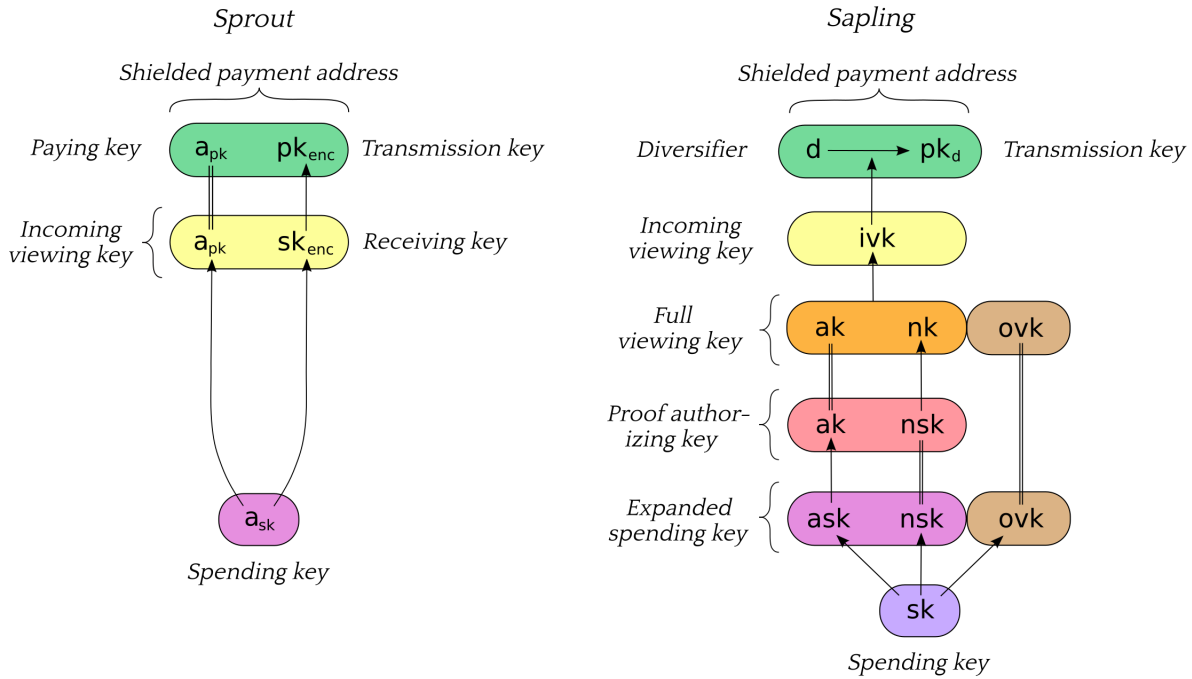 Sprout
Shielded payment address
Paying key
apk
pkenc
Transmission key
Incoming
viewing key
apk
skenc
Receiving key
ask
Spending key
Sapling
Shielded payment address
Diversifier
d
pkd
Transmission key
Incoming
viewing key
ivk
Full
viewing key
ak
nk
ovk
Proof author-
izing key
ak
nsk
Expanded
spending key
ask
nsk
ovk
sk
Spending key